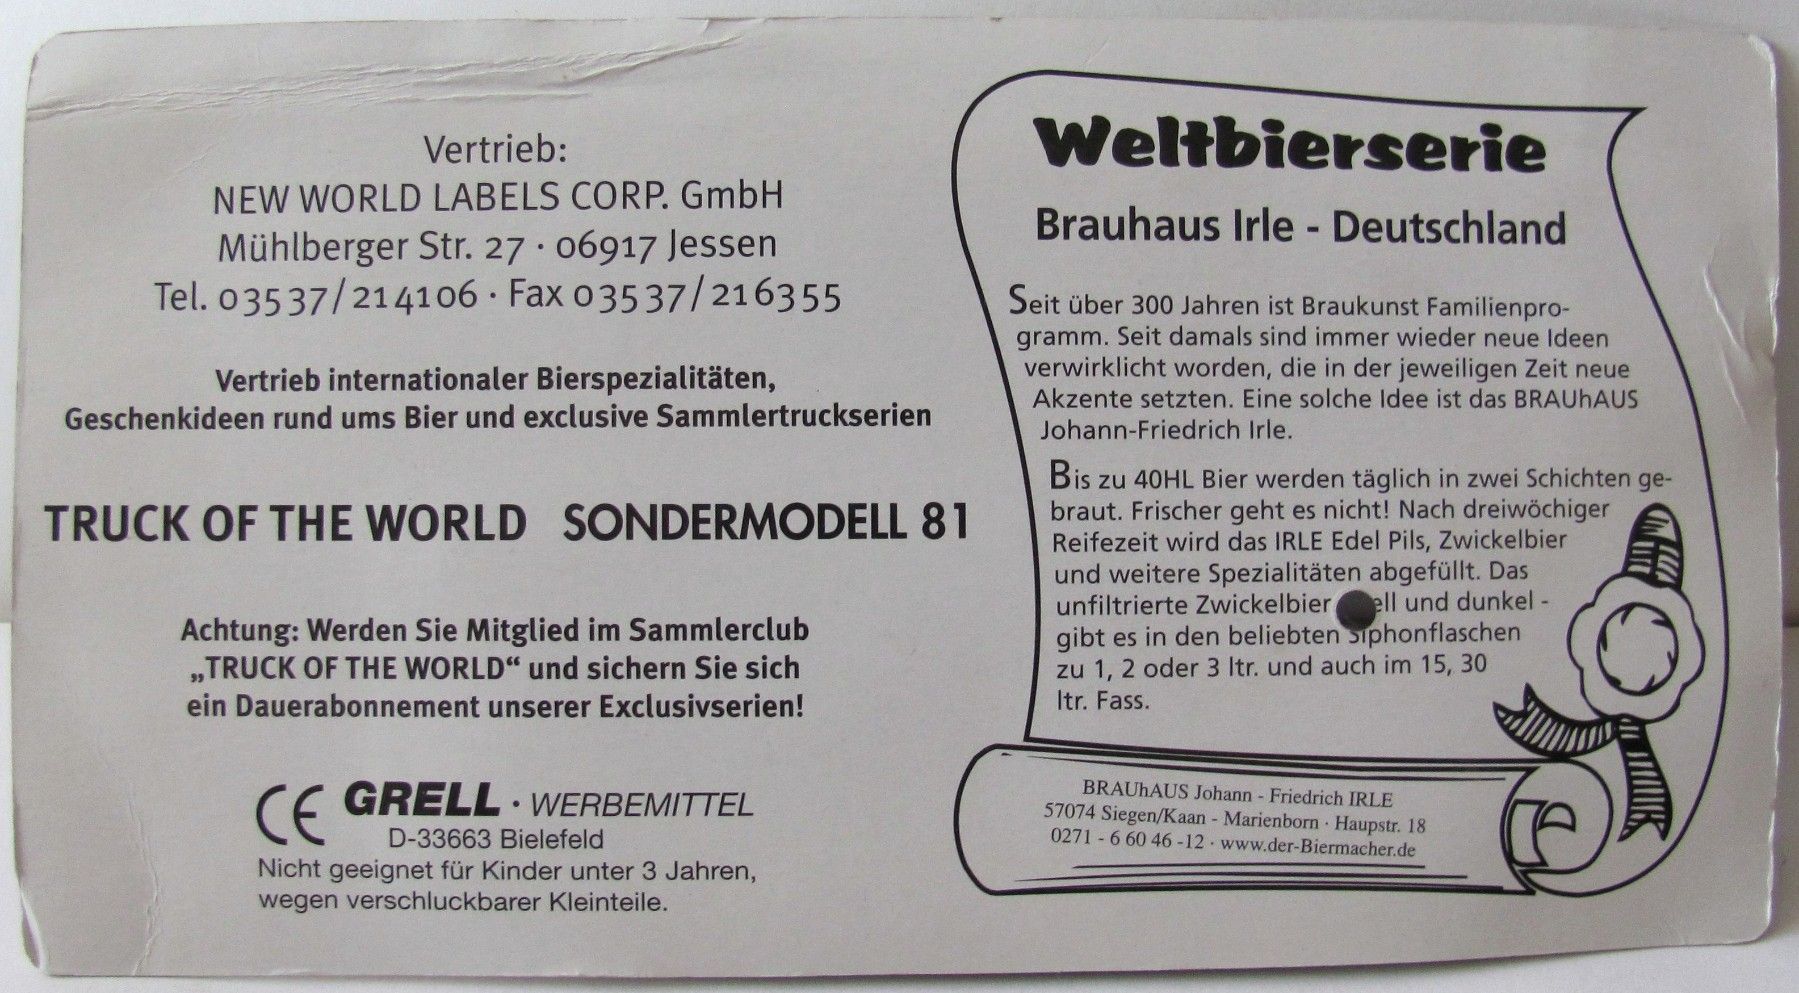 Vertrieb:
NEW WORLD LABELS CORP. GmbH
Mühlberger Str. 27 · 06917 Jessen
Tel. 03537/214106 · Fax 03537/216355
Vertrieb internationaler Bierspezialitäten,
Geschenkideen rund ums Bier und exclusive Sammlertruckserien
TRUCK OF THE WORLD SONDERMODELL 81
Achtung: Werden Sie Mitglied im Sammlerclub
„TRUCK OF THE WORLD“ und sichern Sie sich
ein Dauerabonnement unserer Exclusivserien!
CE GRELL · WERBEMITTEL
D-33663 Bielefeld
Nicht geeignet für Kinder unter 3 Jahren,
wegen verschluckbarer Kleinteile.
Weltbierserie
Brauhaus Irle - Deutschland
Seit über 300 Jahren ist Braukunst Familienpro-
gramm. Seit damals sind immer wieder neue Ideen
verwirklicht worden, die in der jeweiligen Zeit neue
Akzente setzten. Eine solche Idee ist das BRAUhAUS
Johann-Friedrich Irle.
Bis zu 40HL Bier werden täglich in zwei Schichten ge-
braut. Frischer geht es nicht! Nach dreiwöchiger
Reifezeit wird das IRLE Edel Pils, Zwickelbier
und weitere Spezialitäten abgefüllt. Das
unfiltrierte Zwickelbier ell und dunkel -
gibt es in den beliebten Siphonflaschen
zu 1, 2 oder 3 ltr. und auch im 15, 30
ltr. Fass.
BRAUhAUS Johann - Friedrich IRLE
57074 Siegen/Kaan - Marienborn · Haupstr. 18
0271 - 6 60 46 -12 · www.der-Biermacher.de